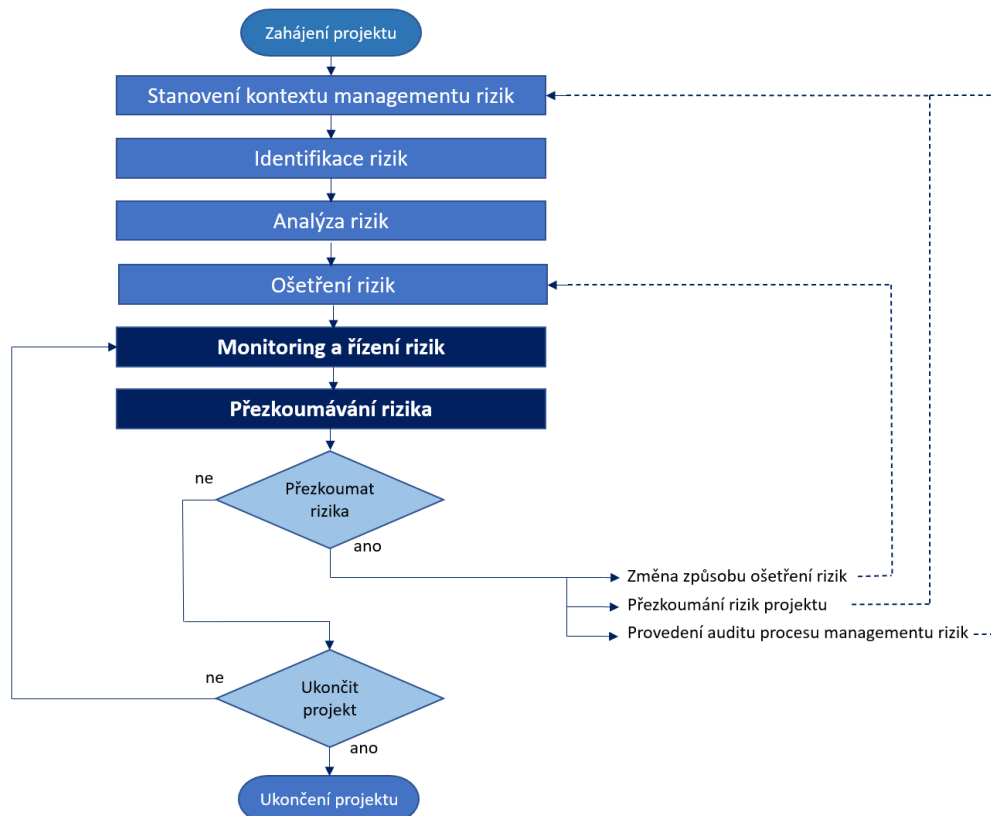 Zahájení projektu
Stanovení kontextu managementu rizik
Identifikace rizik
Analýza rizik
Ošetření rizik
Monitoring a řízení rizik
Přezkoumávání rizika
ne
Přezkoumat
rizika
ano
Změna způsobu ošetření rizik
Přezkoumání rizik projektu
Provedení auditu procesu managementu rizik
ne
Ukončit
projekt
ano
Ukončení projektu